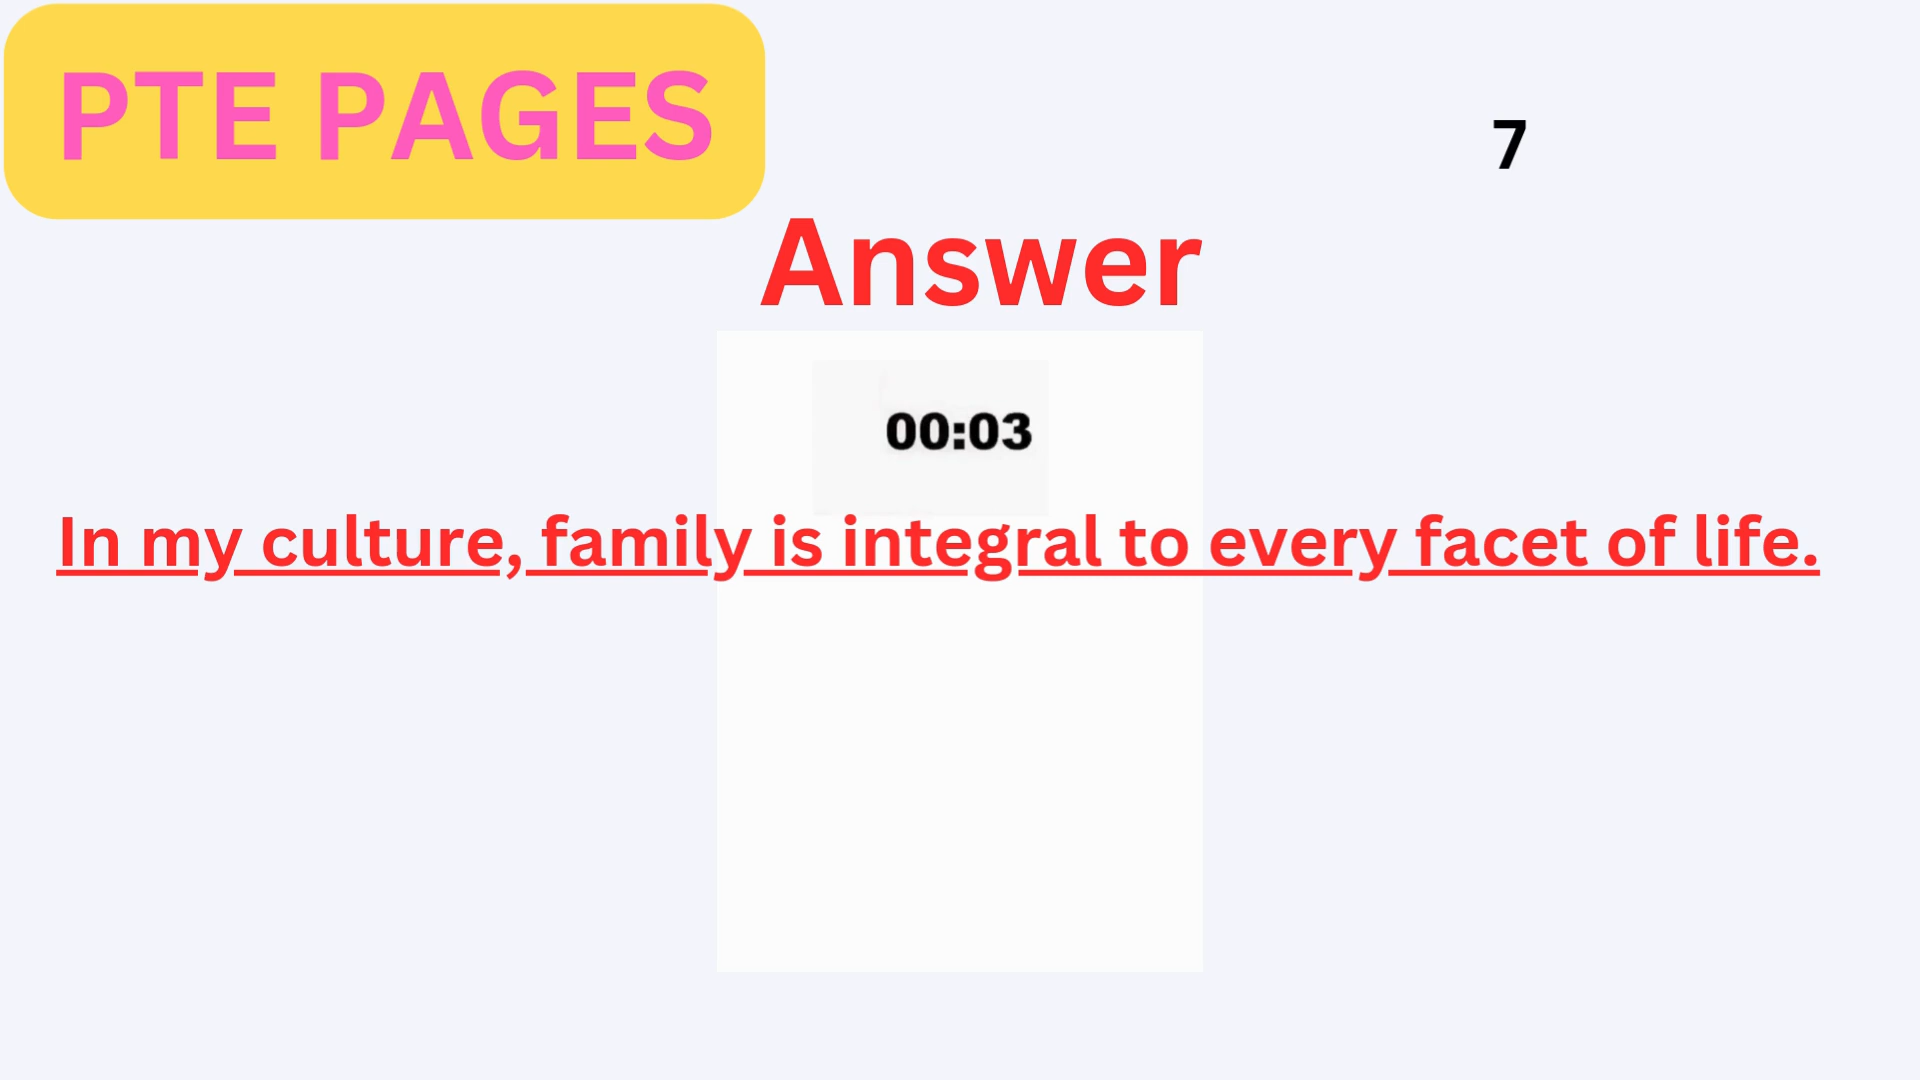 PTE PAGES
7
Answer
00:03
In my culture, family is integral to every facet of life.